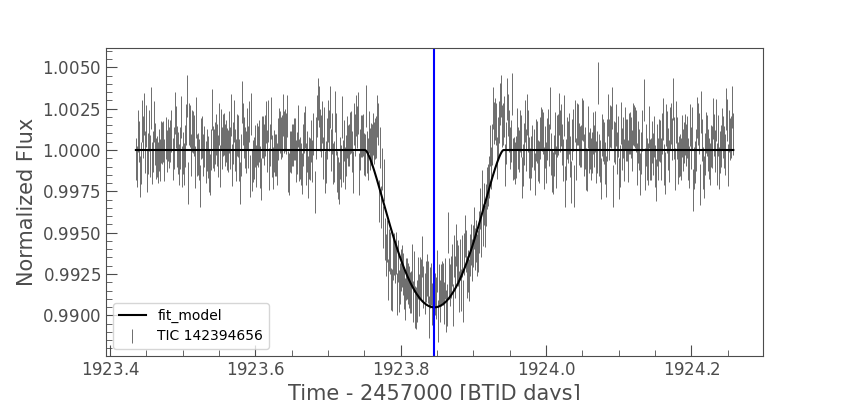 1.0050
1.0025
1.0000
0.9975
0.9950
0.9925
0.9900
Normalized Flux
fit_model
TIC 142394656
1923.4 1923.6 1923.8 1924.0 1924.2
Time - 2457000 [BTJD days]